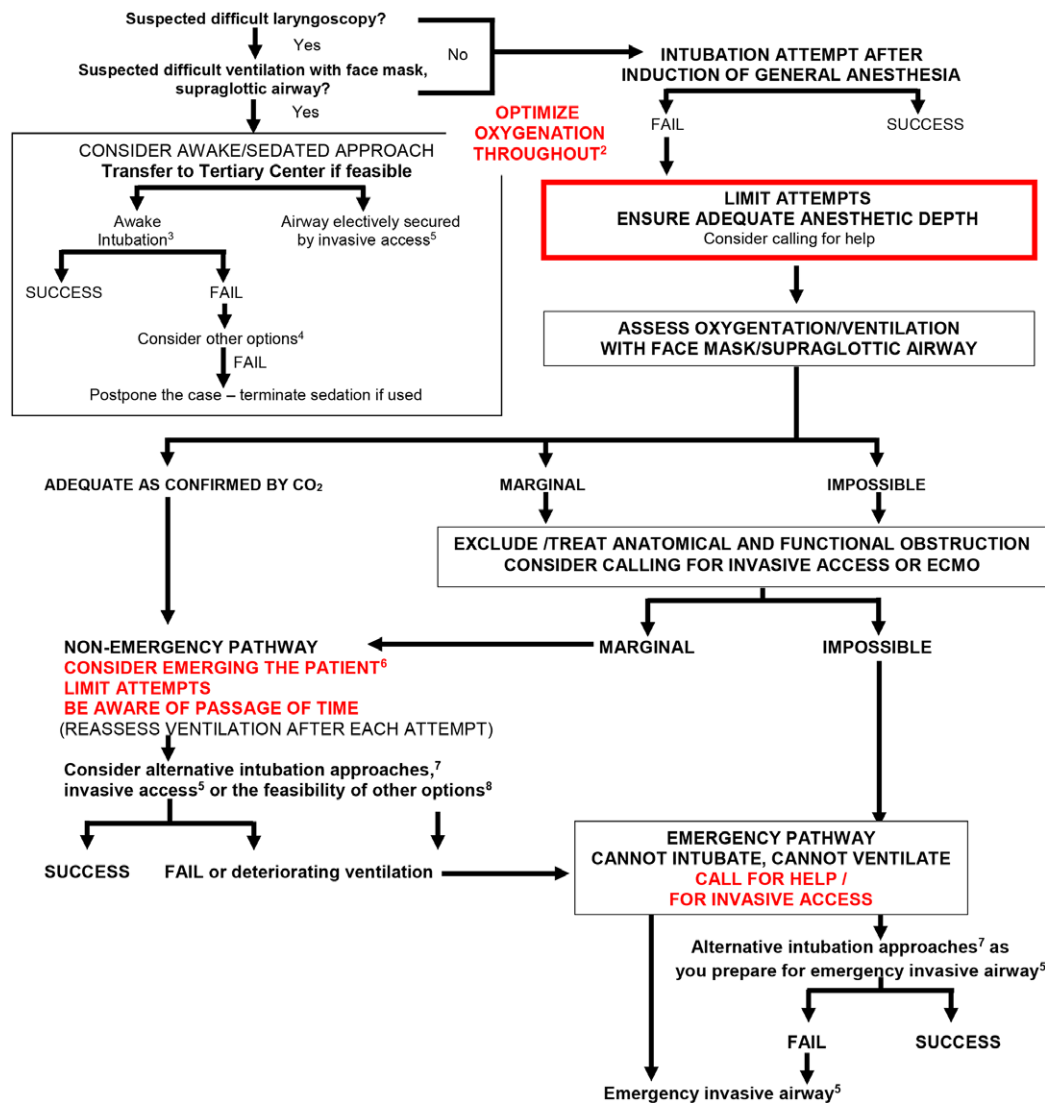 Suspected difficult laryngoscopy?
Yes
No
Suspected difficult ventilation with face mask,
supraglottic airway?
Yes
INTUBATION ATTEMPT AFTER
INDUCTION OF GENERAL ANESTHESIA
FAIL
SUCCESS
OPTIMIZE
OXYGENATION
THROUGHOUT²
CONSIDER AWAKE/SEDATED APPROACH
Transfer to Tertiary Center if feasible
Awake
Intubation³
Airway electively secured
by invasive access⁵
SUCCESS
FAIL
Consider other options⁴
FAIL
Postpone the case – terminate sedation if used
LIMIT ATTEMPTS
ENSURE ADEQUATE ANESTHETIC DEPTH
Consider calling for help
ASSESS OXYGENTATION/VENTILATION
WITH FACE MASK/SUPRAGLOTTIC AIRWAY
ADEQUATE AS CONFIRMED BY CO₂
MARGINAL
IMPOSSIBLE
EXCLUDE /TREAT ANATOMICAL AND FUNCTIONAL OBSTRUCTION
CONSIDER CALLING FOR INVASIVE ACCESS OR ECMO
MARGINAL
IMPOSSIBLE
NON-EMERGENCY PATHWAY
CONSIDER EMERGING THE PATIENT⁶
LIMIT ATTEMPTS
BE AWARE OF PASSAGE OF TIME
(REASSESS VENTILATION AFTER EACH ATTEMPT)
Consider alternative intubation approaches,⁷
invasive access⁵ or the feasibility of other options⁸
SUCCESS
FAIL or deteriorating ventilation
EMERGENCY PATHWAY
CANNOT INTUBATE, CANNOT VENTILATE
CALL FOR HELP /
FOR INVASIVE ACCESS
Alternative intubation approaches⁷ as
you prepare for emergency invasive airway⁵
FAIL
SUCCESS
Emergency invasive airway⁵